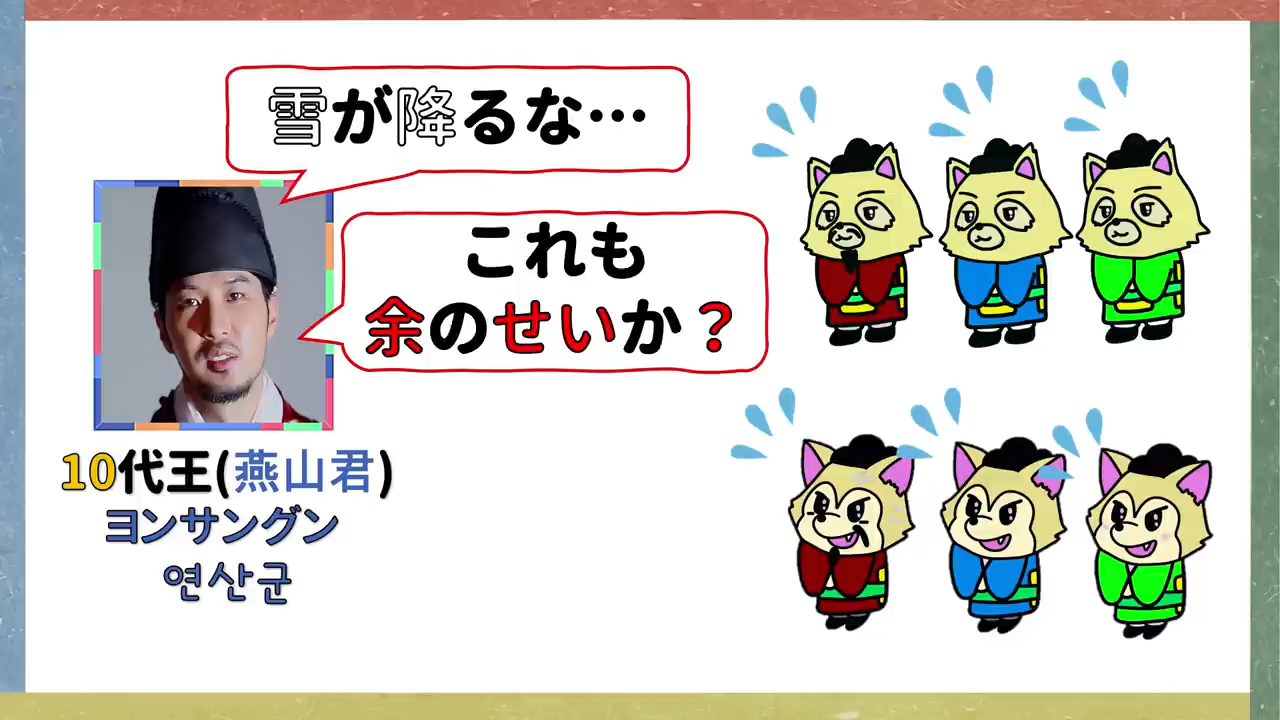 雪が降るな…
これも
余のせいか？
10代王(燕山君)
ヨンサングン
연산군